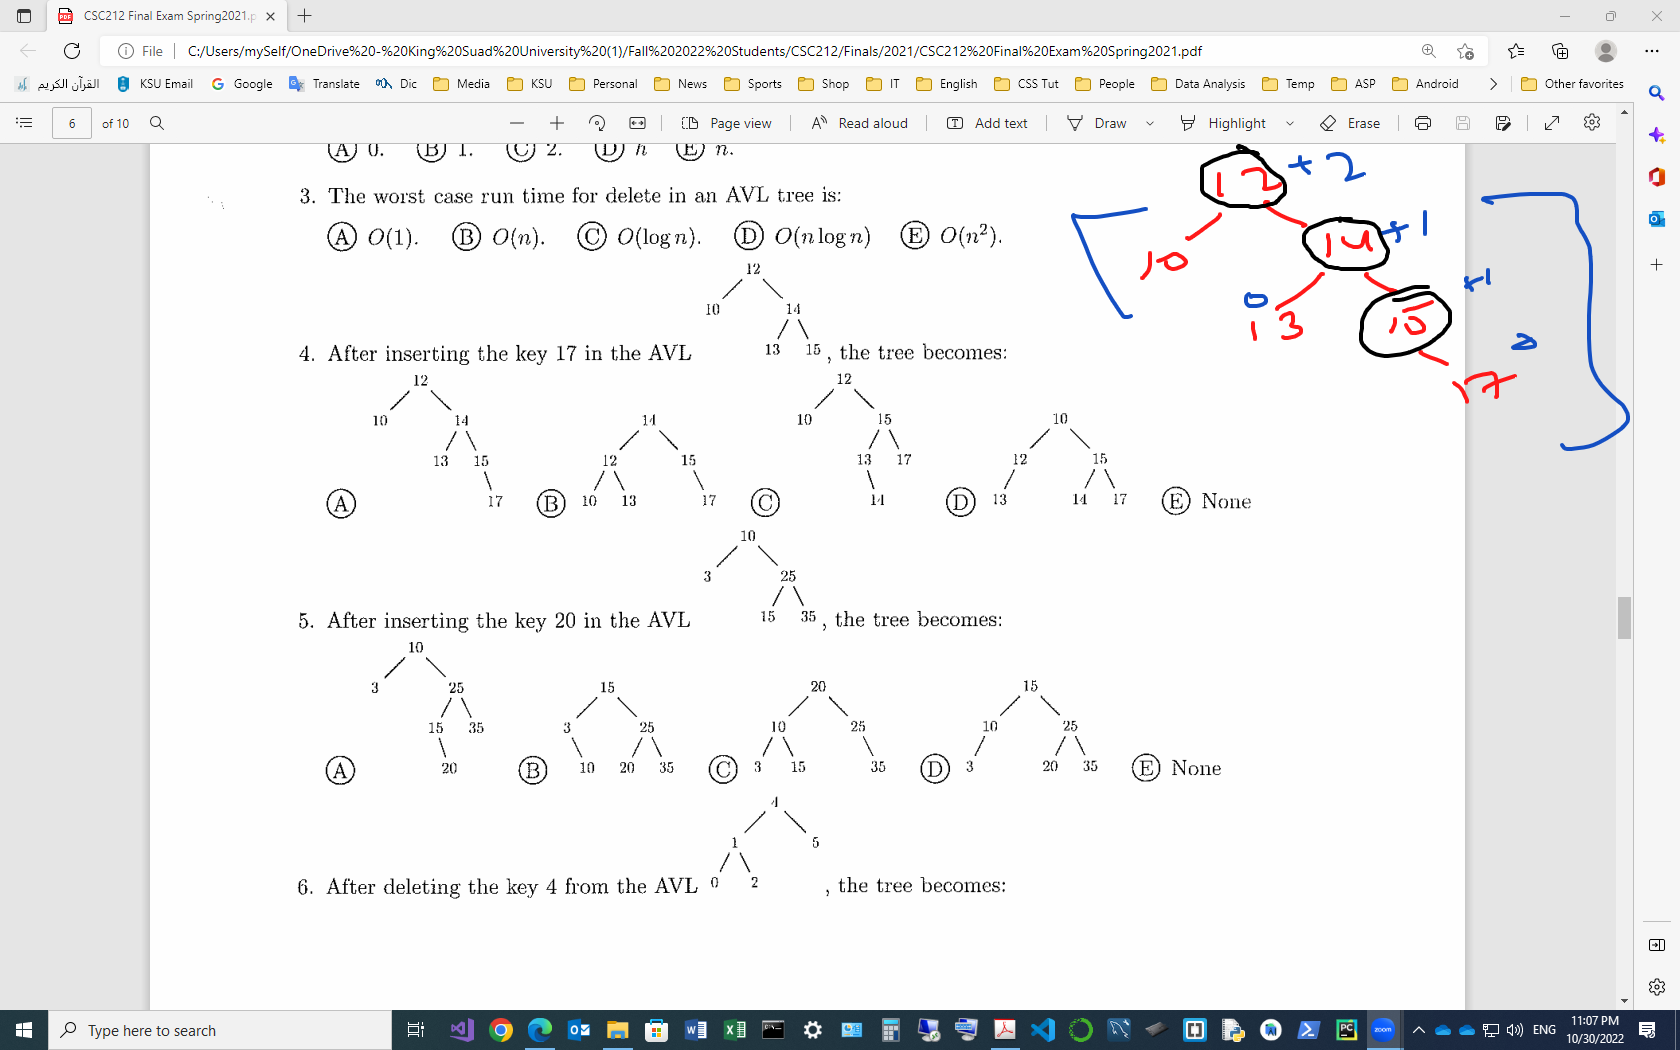 CSC212 Final Exam Spring2021.p
File
C:/Users/mySelf/OneDrive%20-%20King%20Suad%20University%20(1)/Fall%202022%20Students/CSC212/Finals/2021/CSC212%20Final%20Exam%20Spring2021.pdf
القرآن الكريم KSU Email Google Translate Dic Media KSU Personal News Sports Shop IT English CSS Tut People Data Analysis Temp ASP Android Other favorites
6 of 10 Page view Read aloud Add text Draw Highlight Erase
(A) 0. (B) 1. (C) 2. (D) n (E) n.
3. The worst case run time for delete in an AVL tree is:
(A) O(1). (B) O(n). (C) O(log n). (D) O(n log n) (E) O(n²).
12 +2
10 14 +1
0 13 15 +1
17
12
10 14
13 15
4. After inserting the key 17 in the AVL , the tree becomes:
12 14 12 10
10 14 12 15 10 15 12 15
13 15 10 13 17 13 17 13 14 17
17 14
(A) (B) (C) (D) (E) None
10
3 25
15 35
5. After inserting the key 20 in the AVL , the tree becomes:
10 15 20 15
3 25 3 25 10 25 10 25
15 35 10 20 35 3 15 35 3 20 35
20
(A) (B) (C) (D) (E) None
4
1 5
0 2
6. After deleting the key 4 from the AVL , the tree becomes:
Type here to search
ENG
11:07 PM
10/30/2022